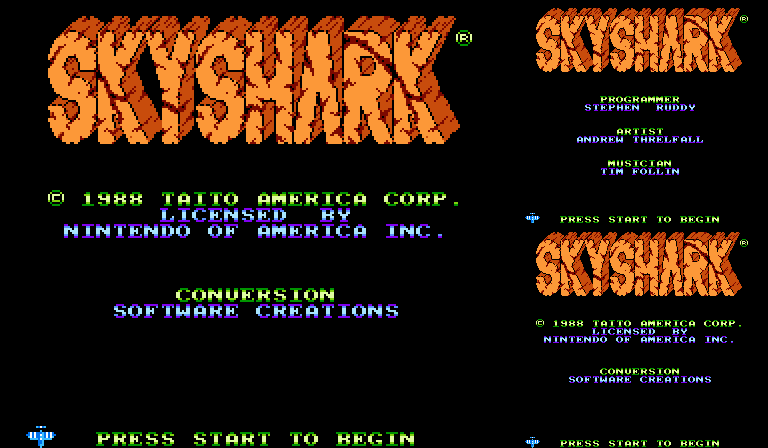 SKYSHARK ®
© 1988 TAITO AMERICA CORP.
LICENSED BY
NINTENDO OF AMERICA INC.
CONVERSION
SOFTWARE CREATIONS
PRESS START TO BEGIN
SKYSHARK ®
PROGRAMMER
STEPHEN RUDDY
ARTIST
ANDREW THRELFALL
MUSICIAN
TIM FOLLIN
PRESS START TO BEGIN
SKYSHARK ®
© 1988 TAITO AMERICA CORP.
LICENSED BY
NINTENDO OF AMERICA INC.
CONVERSION
SOFTWARE CREATIONS
PRESS START TO BEGIN